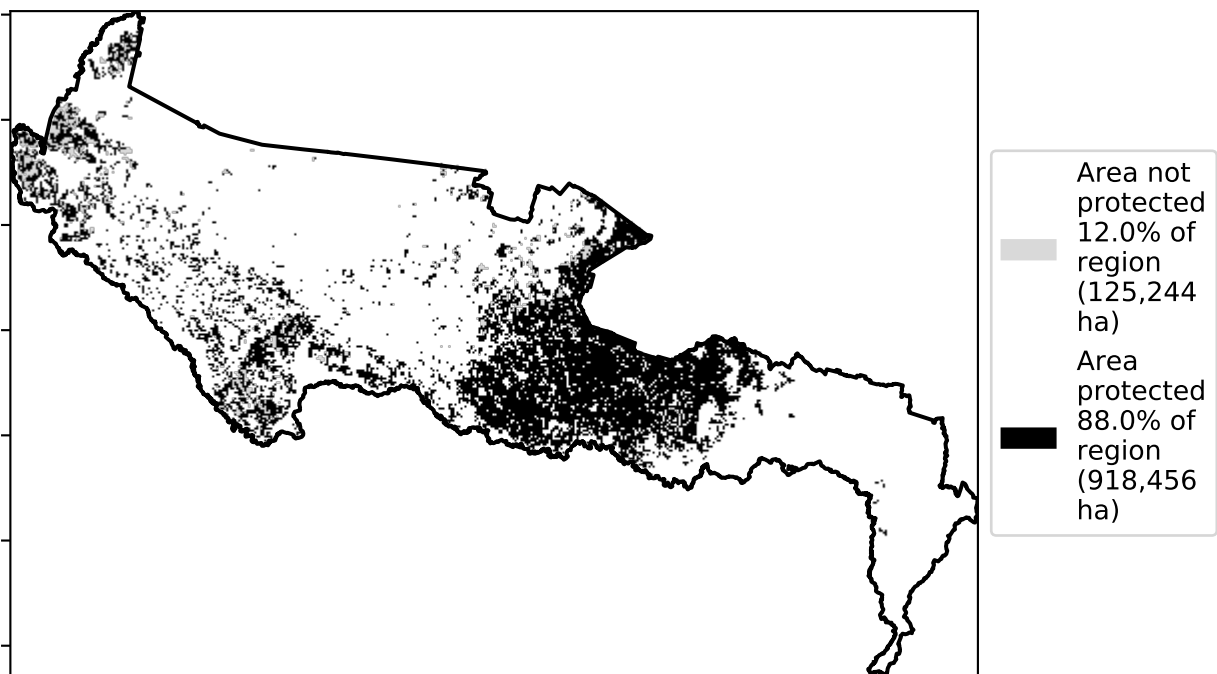 Area not
protected
12.0% of
region
(125,244
ha)
Area
protected
88.0% of
region
(918,456
ha)